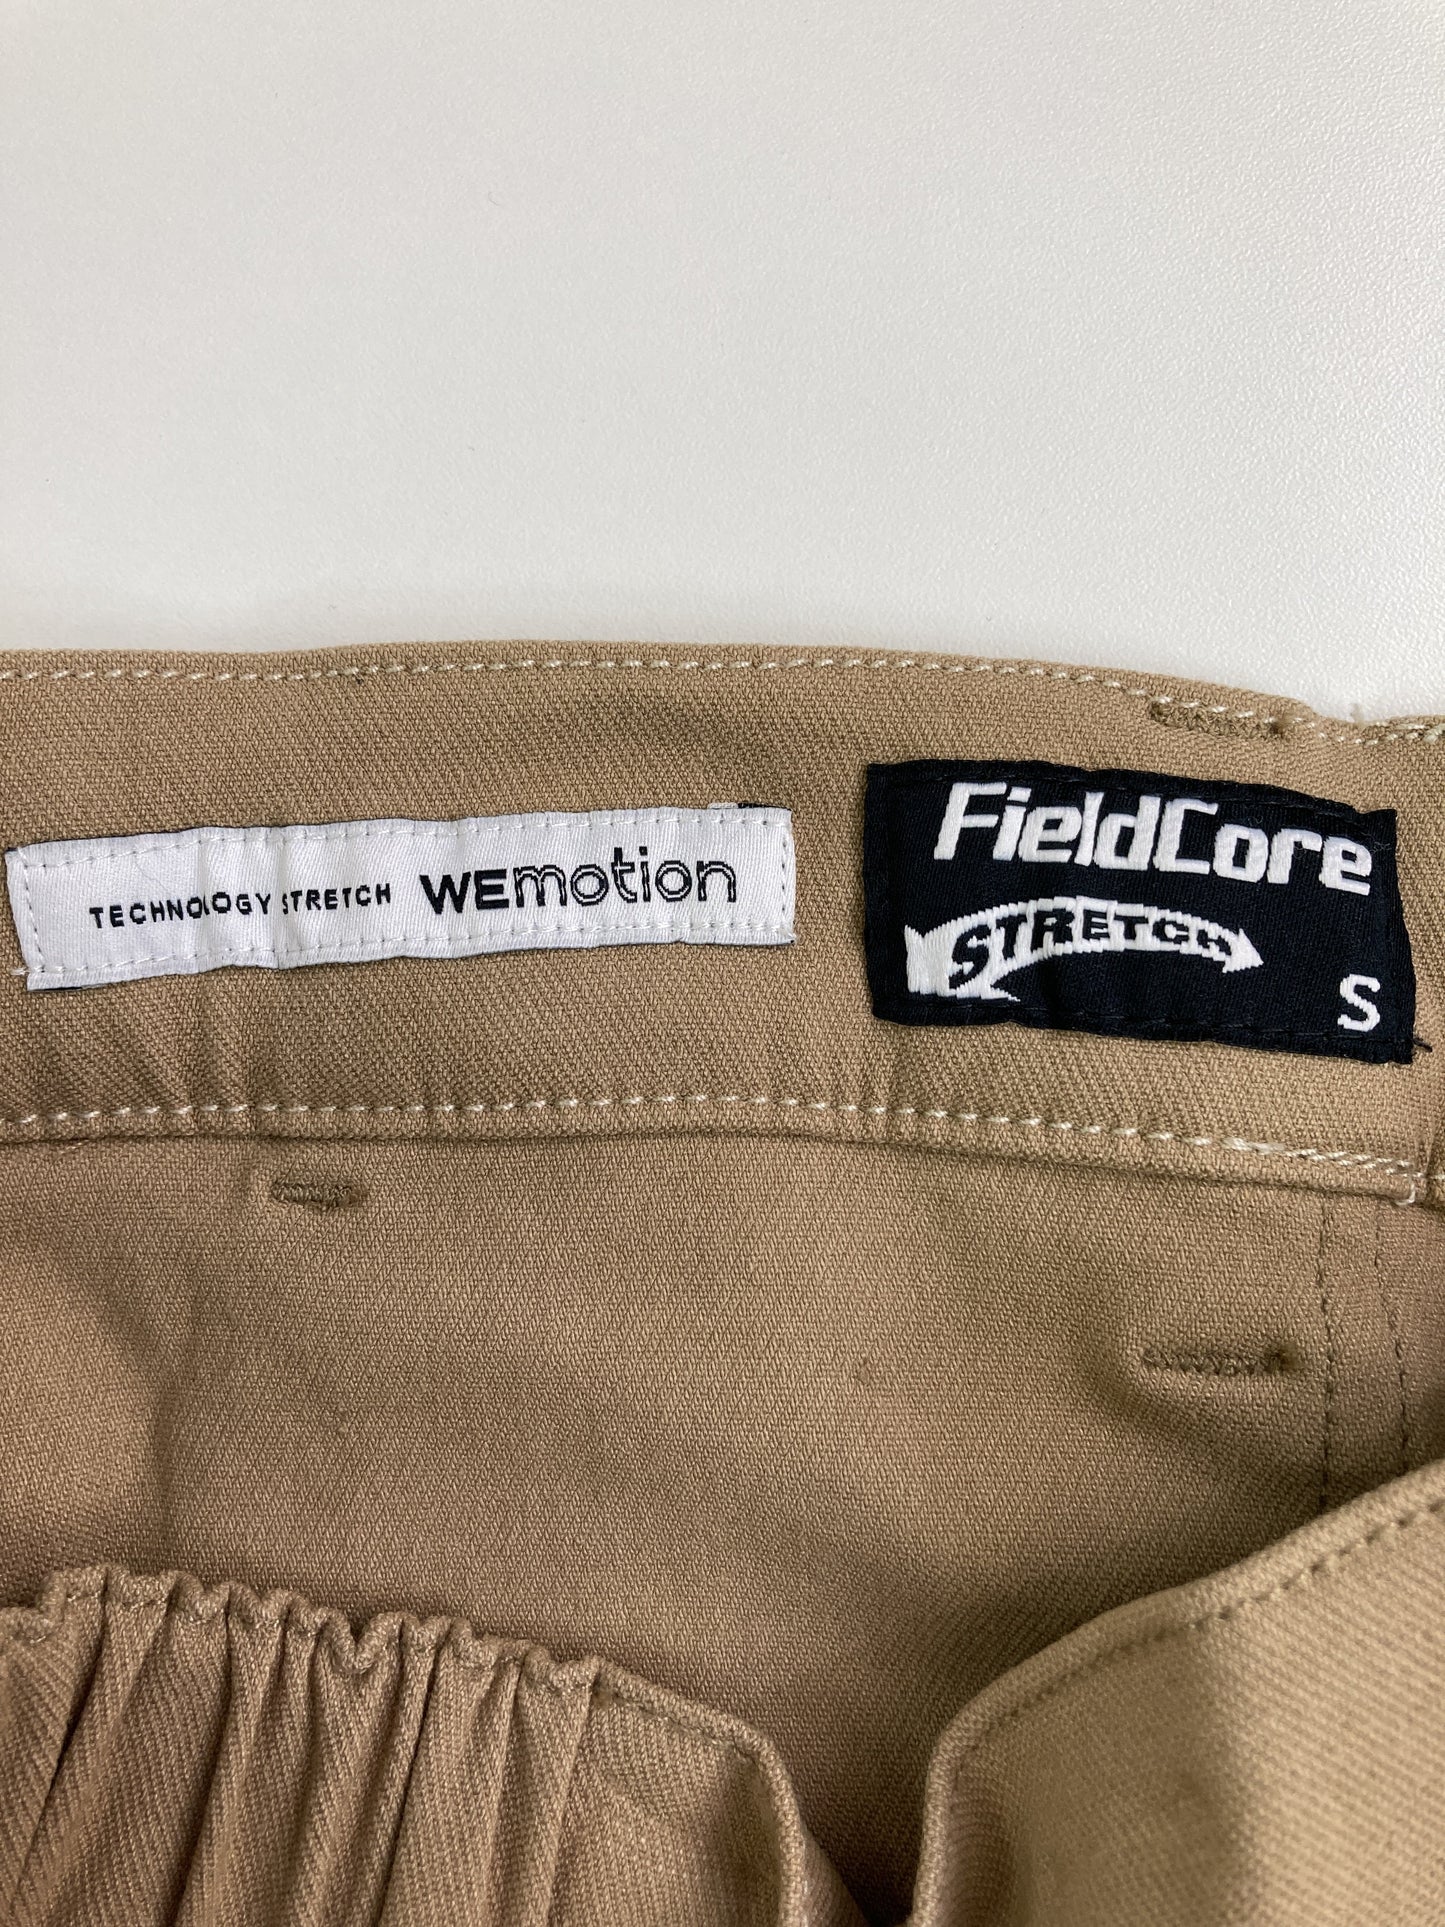 TECHNOLOGY STRETCH WEmotion
FieldCore
STRETCH
S